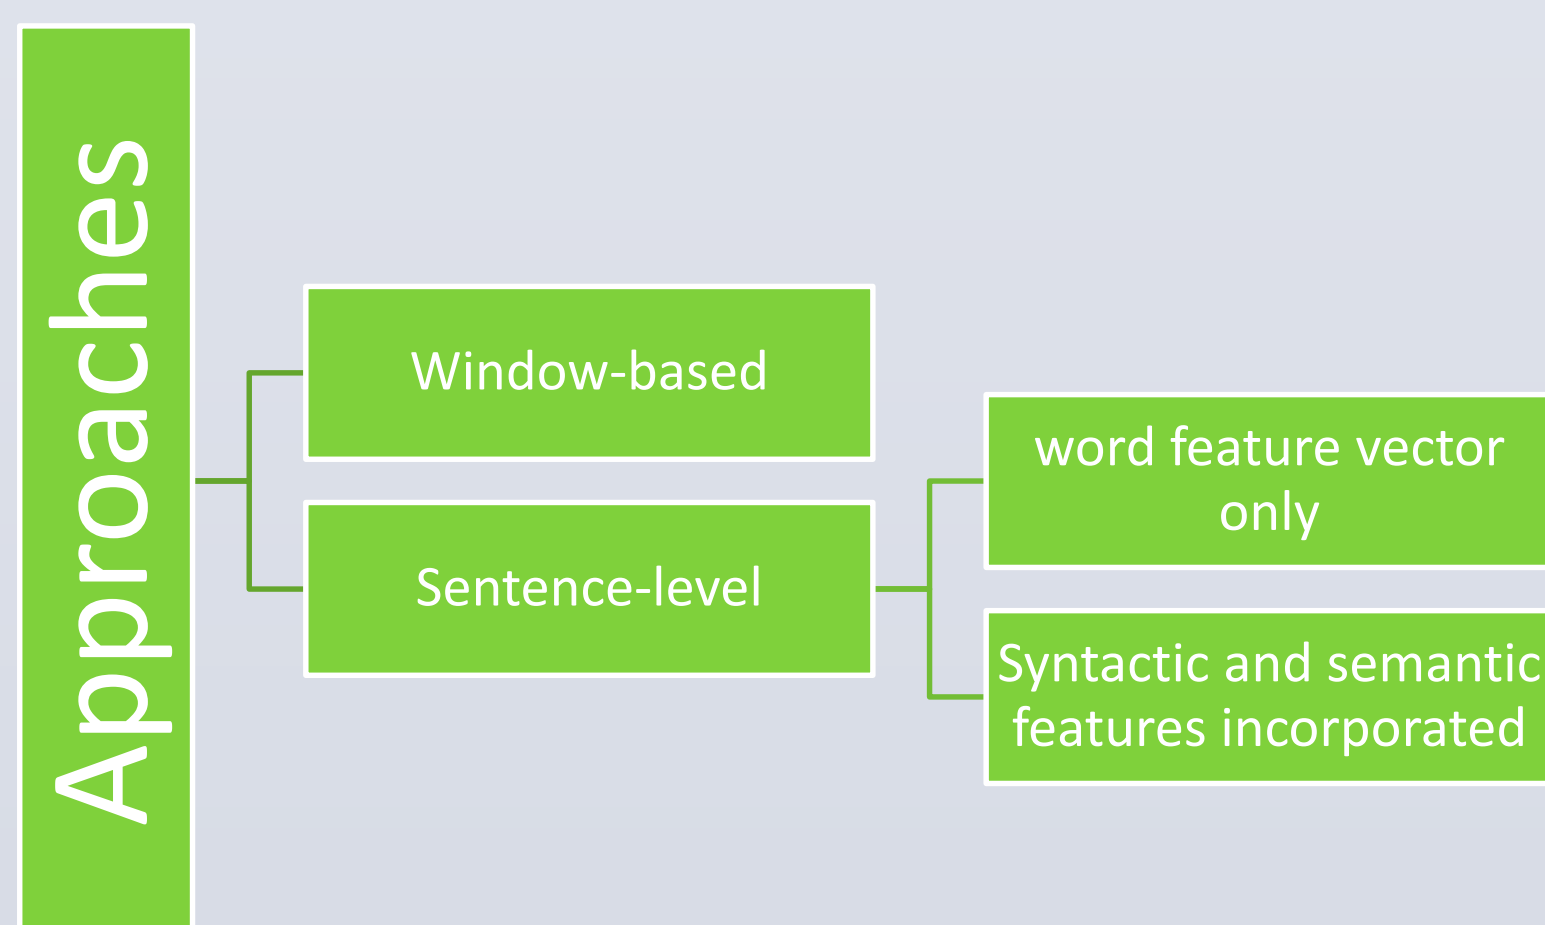 Approaches
Window-based
Sentence-level
word feature vector
only
Syntactic and semantic
features incorporated